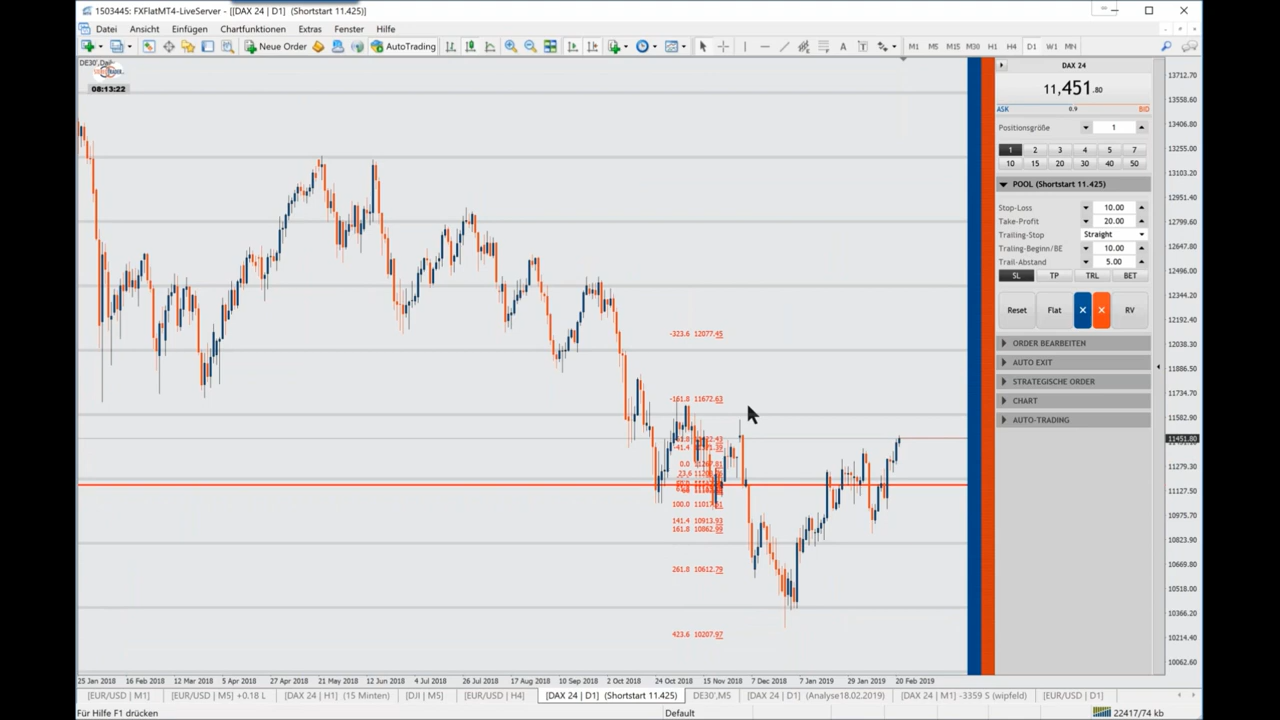 1503445: FXFlatMT4-LiveServer - [[DAX 24 | D1] (Shortstart 11.425)]
Datei Ansicht Einfügen Chartfunktionen Extras Fenster Hilfe
Neue Order AutoTrading A T M1 M5 M15 M30 H1 H4 D1 W1 MN
08:13:22
DAX 24
11,451.80
ASK 0.9 BID
Positionsgröße 1
1 2 3 4 5 7
10 15 20 30 40 50
POOL (Shortstart 11.425)
Stop-Loss 10.00
Take-Profit 20.00
Trailing-Stop Straight
Traling-Beginn/BE 10.00
Trail-Abstand 5.00
SL TP TRL BET
Reset Flat × × RV
ORDER BEARBEITEN
AUTO EXIT
STRATEGISCHE ORDER
CHART
AUTO-TRADING
-323.6 12077.45
-161.8 11672.63
100.0
141.4 10913.93
161.8
261.8 10612.79
423.6 10207.97
13712.70
13558.60
13406.80
13255.00
13103.20
12951.40
12799.60
12647.80
12496.00
12344.20
12192.40
12038.30
11886.50
11734.70
11582.90
11451.80
11279.30
11127.50
10975.70
10823.90
10669.80
10518.00
10366.20
10214.40
10062.60
25 Jan 2018 16 Feb 2018 12 Mar 2018 5 Apr 2018 27 Apr 2018 21 May 2018 12 Jun 2018 4 Jul 2018 26 Jul 2018 17 Aug 2018 10 Sep 2018 2 Oct 2018 24 Oct 2018 15 Nov 2018 7 Dec 2018 7 Jan 2019 29 Jan 2019 20 Feb 2019
[EUR/USD | M1] [EUR/USD | M5] +0.18 L [DAX 24 | H1] (15 Minten) [DJI | M5] [EUR/USD | H4] [DAX 24 | D1] (Shortstart 11.425) DE30',M5 [DAX 24 | D1] (Analyse18.02.2019) [DAX 24 | M1] -3359 S (wipfeld) [EUR/USD | D1]
Für Hilfe F1 drücken Default 22417/74 kb